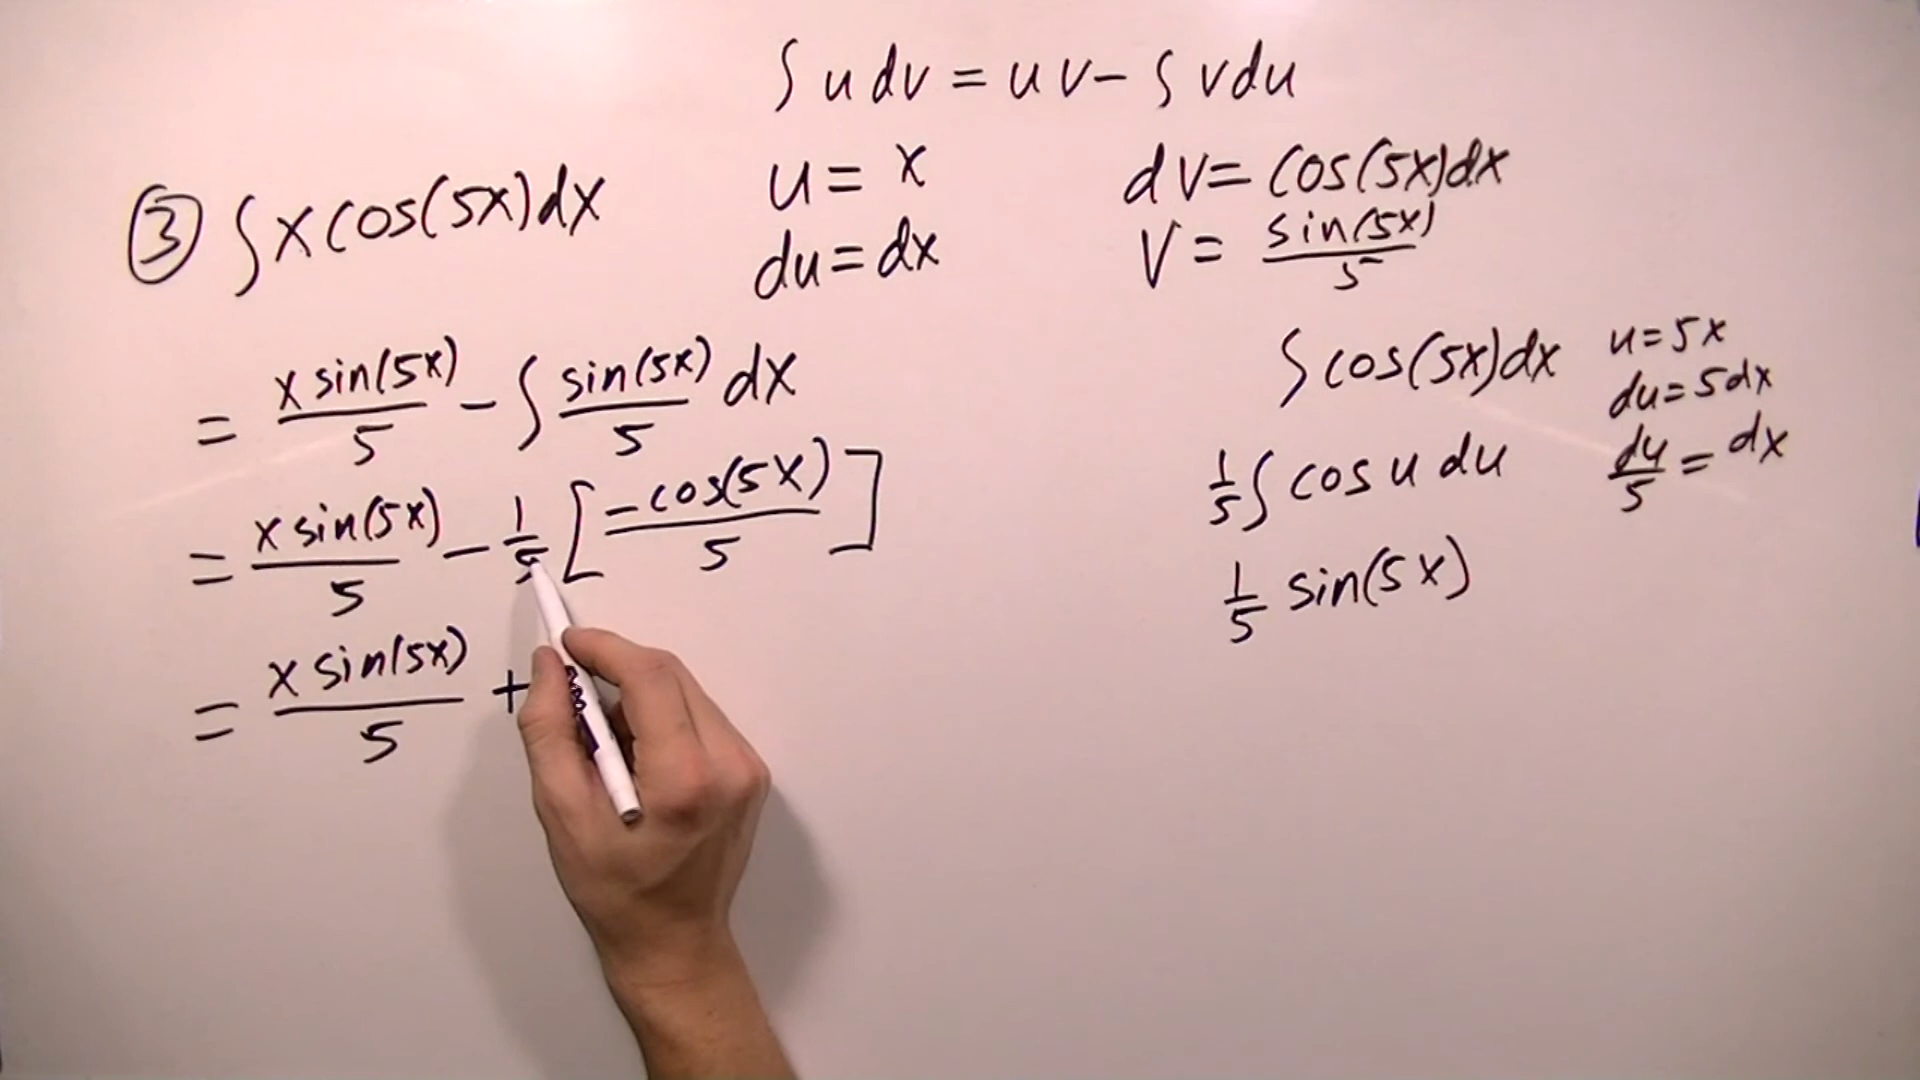 ∫ u dv = uv − ∫ v du
③ ∫ x cos(5x) dx
u = x
dv = cos(5x) dx
du = dx
V = sin(5x)/5
= x sin(5x)/5 − ∫ sin(5x)/5 dx
= x sin(5x)/5 − 1/5 [−cos(5x)/5]
= x sin(5x)/5 +
∫ cos(5x) dx
u = 5x
du = 5dx
1/5 ∫ cos u du
du/5 = dx
1/5 sin(5x)